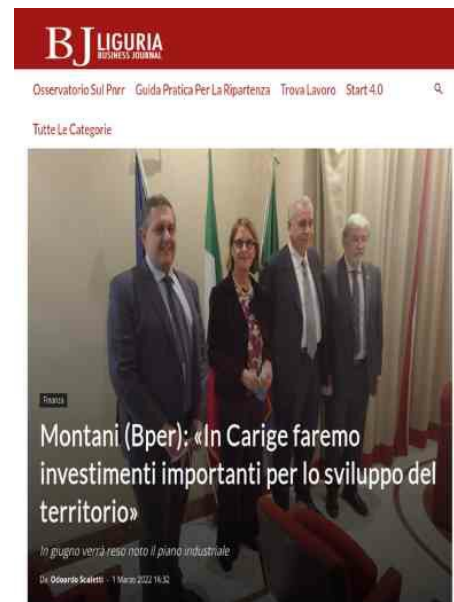 BJ LIGURIA
BUSINESS JOURNAL
Osservatorio Sul Pnrr Guida Pratica Per La Ripartenza Trova Lavoro Start 4.0
Tutte Le Categorie
Finanza
Montani (Bper): «In Carige faremo
investimenti importanti per lo sviluppo del
territorio»
In giugno verrà reso noto il piano industriale
De Odoardo Scaletti - 1 Marzo 2022 14:32